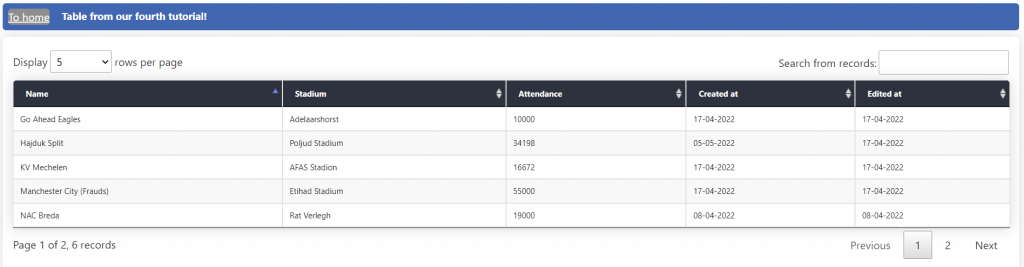 To home Table from our fourth tutorial!
Display 5 rows per page Search from records:
Name Stadium Attendance Created at Edited at
Go Ahead Eagles Adelaarshorst 10000 17-04-2022 17-04-2022
Hajduk Split Poljud Stadium 34198 05-05-2022 17-04-2022
KV Mechelen AFAS Stadion 16672 17-04-2022 17-04-2022
Manchester City (Frauds) Etihad Stadium 55000 17-04-2022 17-04-2022
NAC Breda Rat Verlegh 19000 08-04-2022 08-04-2022
Page 1 of 2, 6 records Previous 1 2 Next